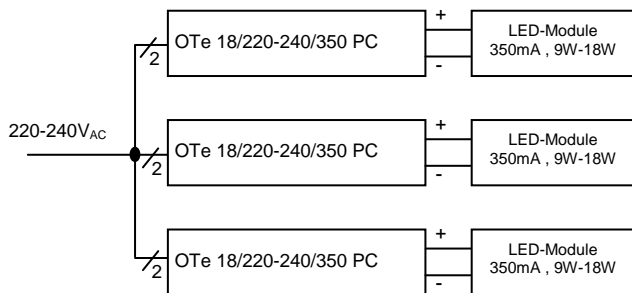 +
OTe 18/220-240/350 PC
LED-Module
350mA , 9W-18W
2
-
220-240VAC
+
OTe 18/220-240/350 PC
LED-Module
350mA , 9W-18W
2
-
+
OTe 18/220-240/350 PC
LED-Module
350mA , 9W-18W
2
-